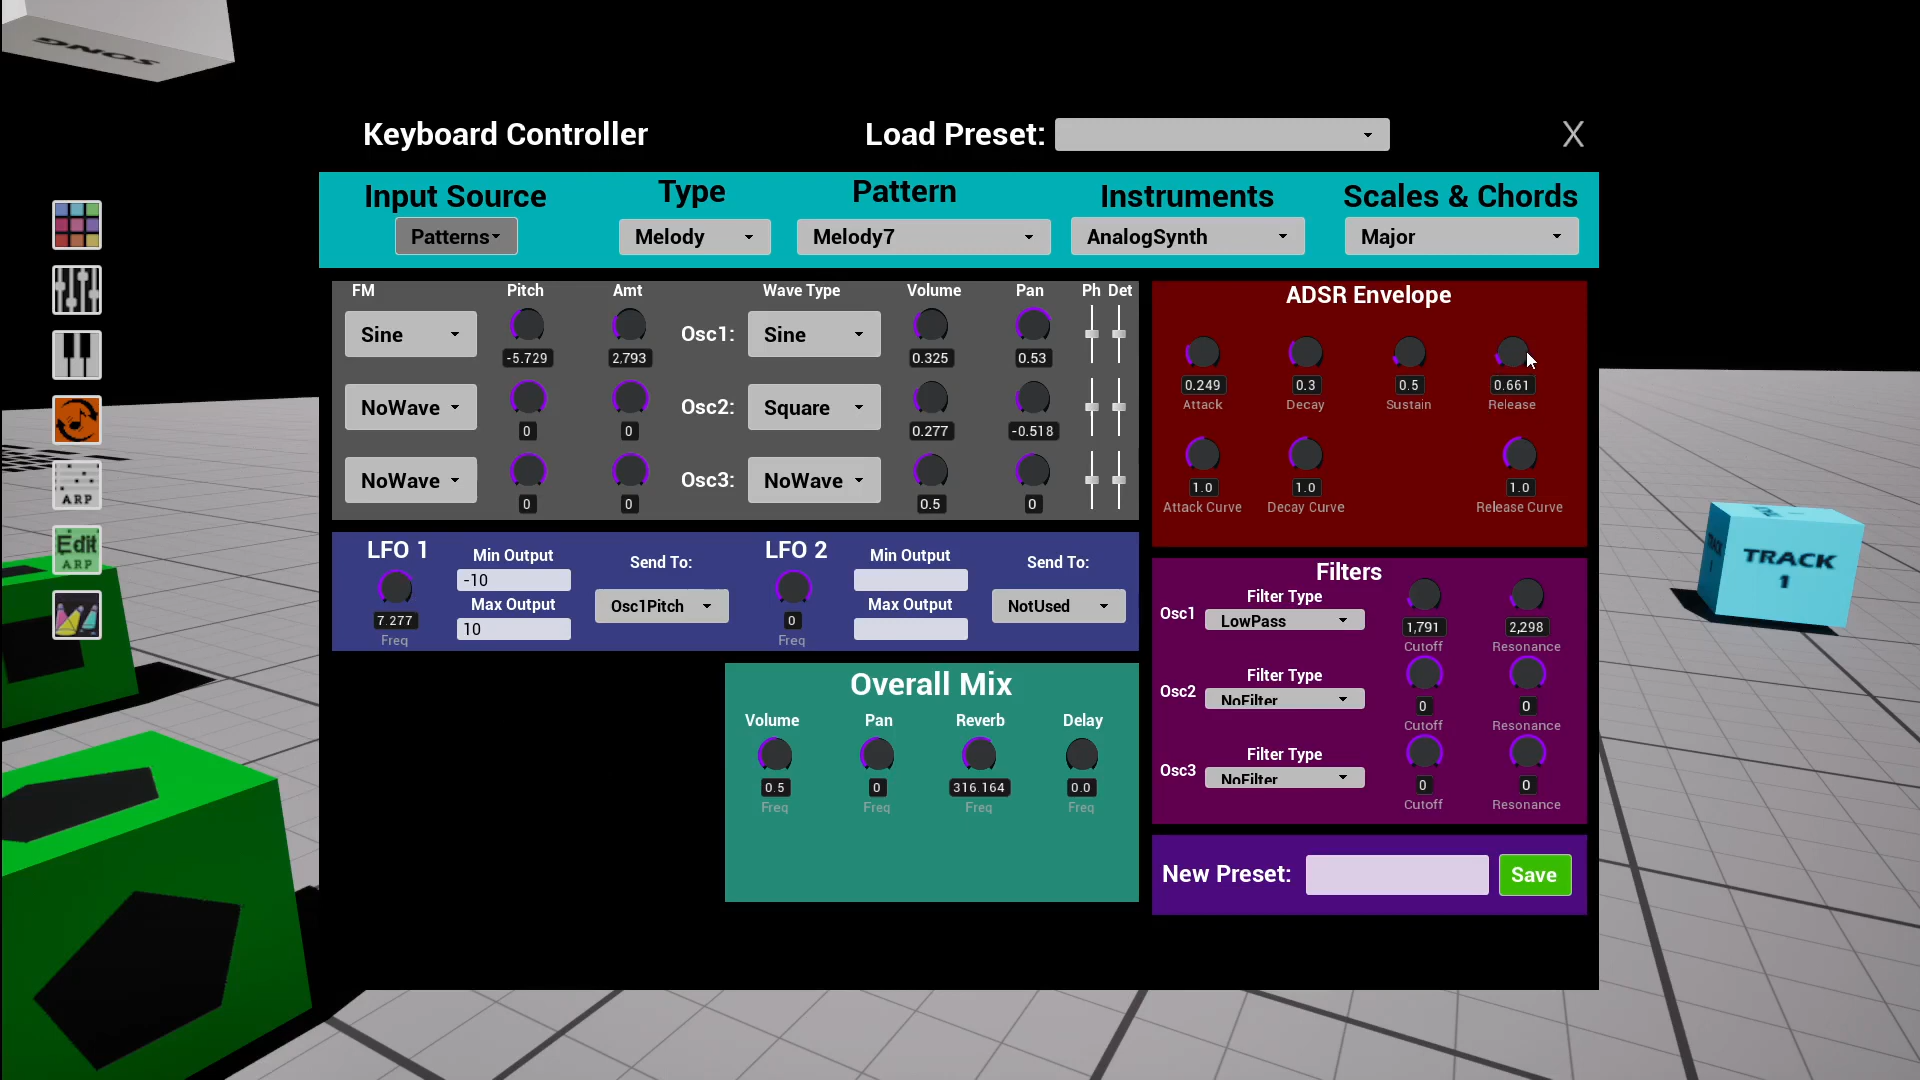 SONG
Keyboard Controller
Load Preset:
X
Input Source
Type
Pattern
Instruments
Scales & Chords
Patterns
Melody
Melody7
AnalogSynth
Major
FM
Pitch
Amt
Wave Type
Volume
Pan
Ph
Det
Sine
-5.729
2,793
Osc1:
Sine
0.325
0.53
NoWave
0
0
Osc2:
Square
0.277
-0.518
NoWave
0
0
Osc3:
NoWave
0.5
0
ADSR Envelope
0.249
0.3
0.5
0.661
Attack
Decay
Sustain
Release
1.0
1.0
1.0
Attack Curve
Decay Curve
Release Curve
LFO 1
Min Output
-10
Max Output
10
7.277
Freq
Send To:
Osc1Pitch
LFO 2
Min Output
Max Output
0
Freq
Send To:
NotUsed
Filters
Osc1
Filter Type
LowPass
1,791
Cutoff
2,298
Resonance
Osc2
Filter Type
NoFilter
0
Cutoff
0
Resonance
Osc3
Filter Type
NoFilter
0
Cutoff
0
Resonance
Overall Mix
Volume
Pan
Reverb
Delay
0.5
0
316.164
0.0
Freq
Freq
Freq
Freq
New Preset:
Save
ARP
Edit
ARP
TRACK
1